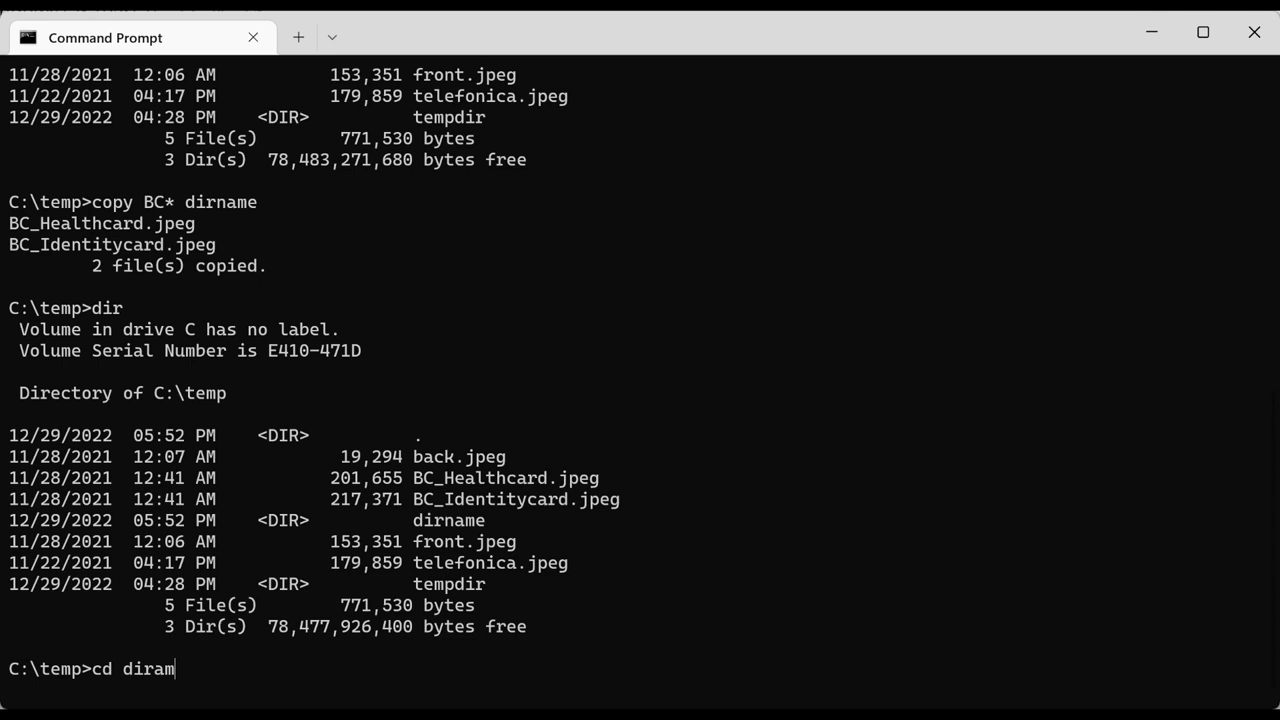 Command Prompt
11/28/2021  12:06 AM           153,351 front.jpeg
11/22/2021  04:17 PM           179,859 telefonica.jpeg
12/29/2022  04:28 PM    <DIR>          tempdir
               5 File(s)        771,530 bytes
               3 Dir(s)  78,483,271,680 bytes free
C:\temp>copy BC* dirname
BC_Healthcard.jpeg
BC_Identitycard.jpeg
        2 file(s) copied.
C:\temp>dir
 Volume in drive C has no label.
 Volume Serial Number is E410-471D
 Directory of C:\temp
12/29/2022  05:52 PM    <DIR>          .
11/28/2021  12:07 AM            19,294 back.jpeg
11/28/2021  12:41 AM           201,655 BC_Healthcard.jpeg
11/28/2021  12:41 AM           217,371 BC_Identitycard.jpeg
12/29/2022  05:52 PM    <DIR>          dirname
11/28/2021  12:06 AM           153,351 front.jpeg
11/22/2021  04:17 PM           179,859 telefonica.jpeg
12/29/2022  04:28 PM    <DIR>          tempdir
               5 File(s)        771,530 bytes
               3 Dir(s)  78,477,926,400 bytes free
C:\temp>cd diram